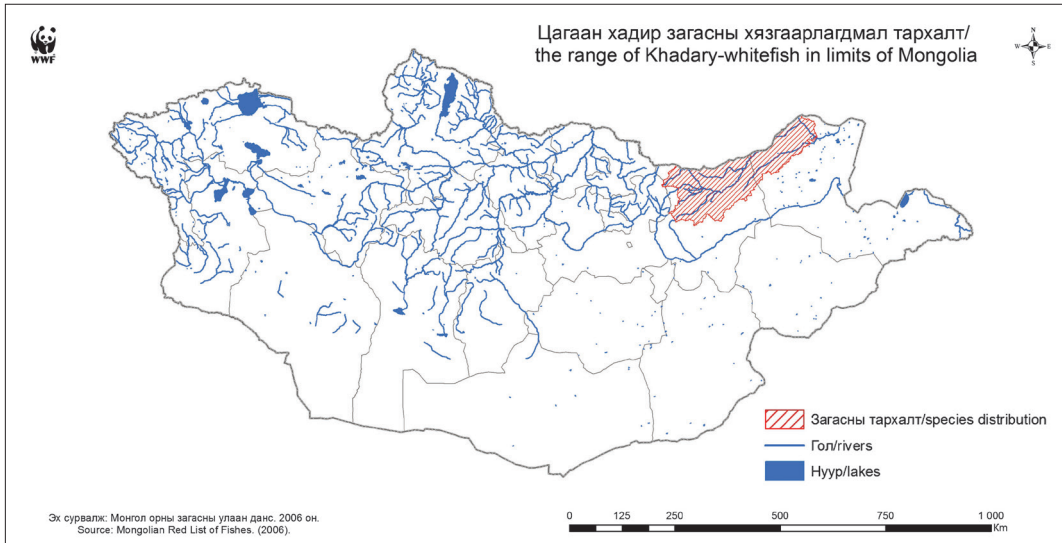 WWF
Цагаан хадир загасны хязгаарлагдмал тархалт/
the range of Khadary-whitefish in limits of Mongolia
N
W E
S
Загасны тархалт/species distribution
Гол/rivers
Нуур/lakes
Эх сурвалж: Монгол орны загасны улаан данс. 2006 он.
Source: Mongolian Red List of Fishes. (2006).
0 125 250 500 750 1 000
Km